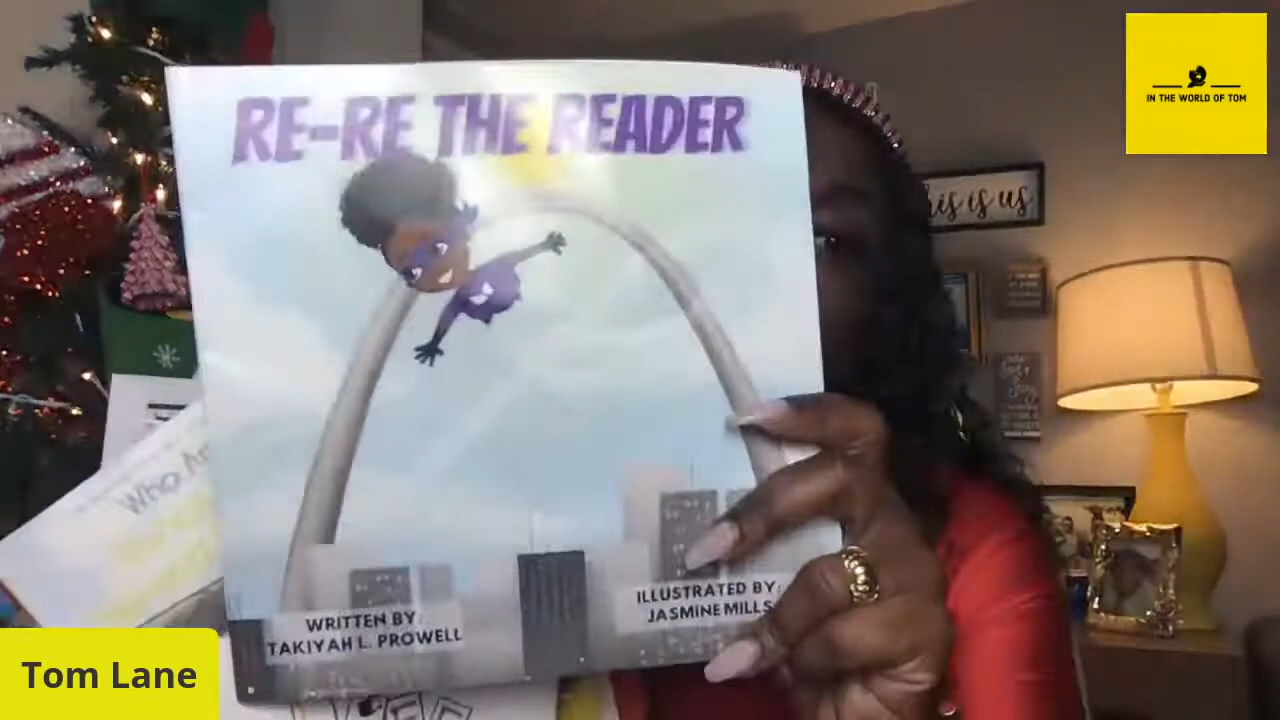 RE-RE THE READER
IN THE WORLD OF TOM
This is us
Who Ar
WRITTEN BY:
TAKIYAH L. PROWELL
ILLUSTRATED BY:
JASMINE MILLS
Tom Lane